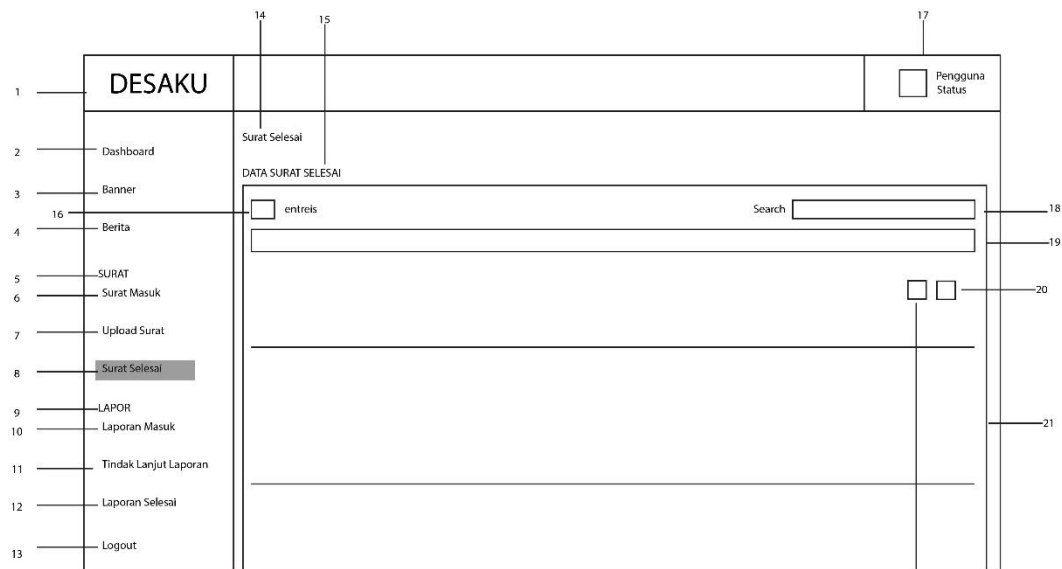 14
15
17
DESAKU
Pengguna
Status
1
Surat Selesai
2
Dashboard
DATA SURAT SELESAI
3
Banner
16
entreis
Search
18
4
Berita
19
5
SURAT
6
Surat Masuk
20
7
Upload Surat
8
Surat Selesai
9
LAPOR
10
Laporan Masuk
21
11
Tindak Lanjut Laporan
12
Laporan Selesai
13
Logout